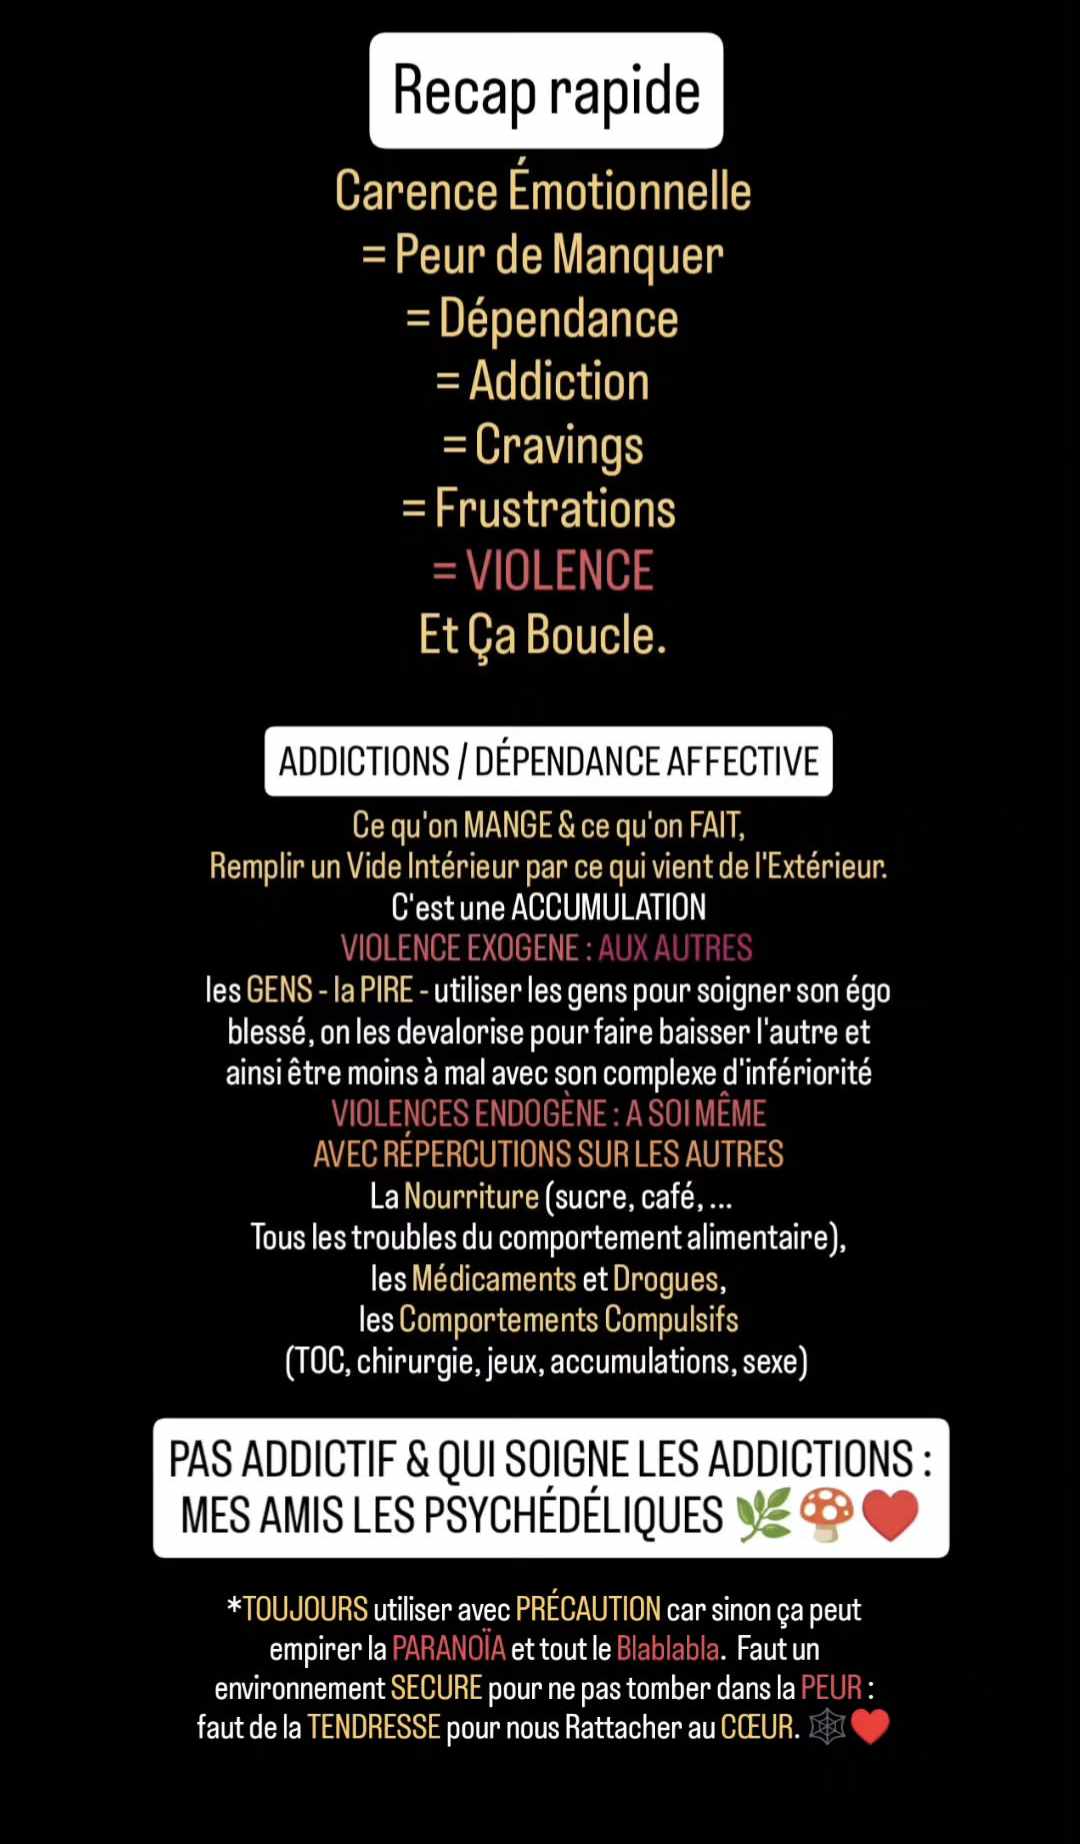 Recap rapide
Carence Émotionnelle
= Peur de Manquer
= Dépendance
= Addiction
= Cravings
= Frustrations
= VIOLENCE
Et Ça Boucle.
ADDICTIONS / DÉPENDANCE AFFECTIVE
Ce qu'on MANGE & ce qu'on FAIT,
Remplir un Vide Intérieur par ce qui vient de l'Extérieur.
C'est une ACCUMULATION
VIOLENCE EXOGENE : AUX AUTRES
les GENS - la PIRE - utiliser les gens pour soigner son égo
blessé, on les devalorise pour faire baisser l'autre et
ainsi être moins à mal avec son complexe d'infériorité
VIOLENCES ENDOGÈNE : A SOI MÊME
AVEC RÉPERCUTIONS SUR LES AUTRES
La Nourriture (sucre, café, ...
Tous les troubles du comportement alimentaire),
les Médicaments et Drogues,
les Comportements Compulsifs
(TOC, chirurgie, jeux, accumulations, sexe)
PAS ADDICTIF & QUI SOIGNE LES ADDICTIONS :
MES AMIS LES PSYCHÉDÉLIQUES 🌿🍄❤️
*TOUJOURS utiliser avec PRÉCAUTION car sinon ça peut
empirer la PARANOÏA et tout le Blablabla. Faut un
environnement SECURE pour ne pas tomber dans la PEUR :
faut de la TENDRESSE pour nous Rattacher au CŒUR. 🕸️❤️